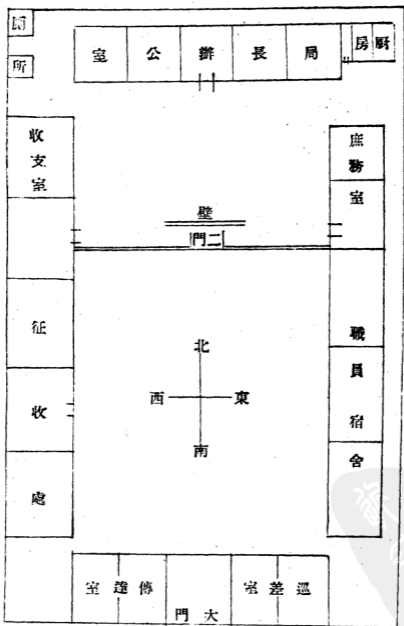 廁
所
局長辦公室
廚房
收支室
庶務室
壁
二門
征收處
職員宿舍
北
東
西
南
傳達室
巡差室
大門